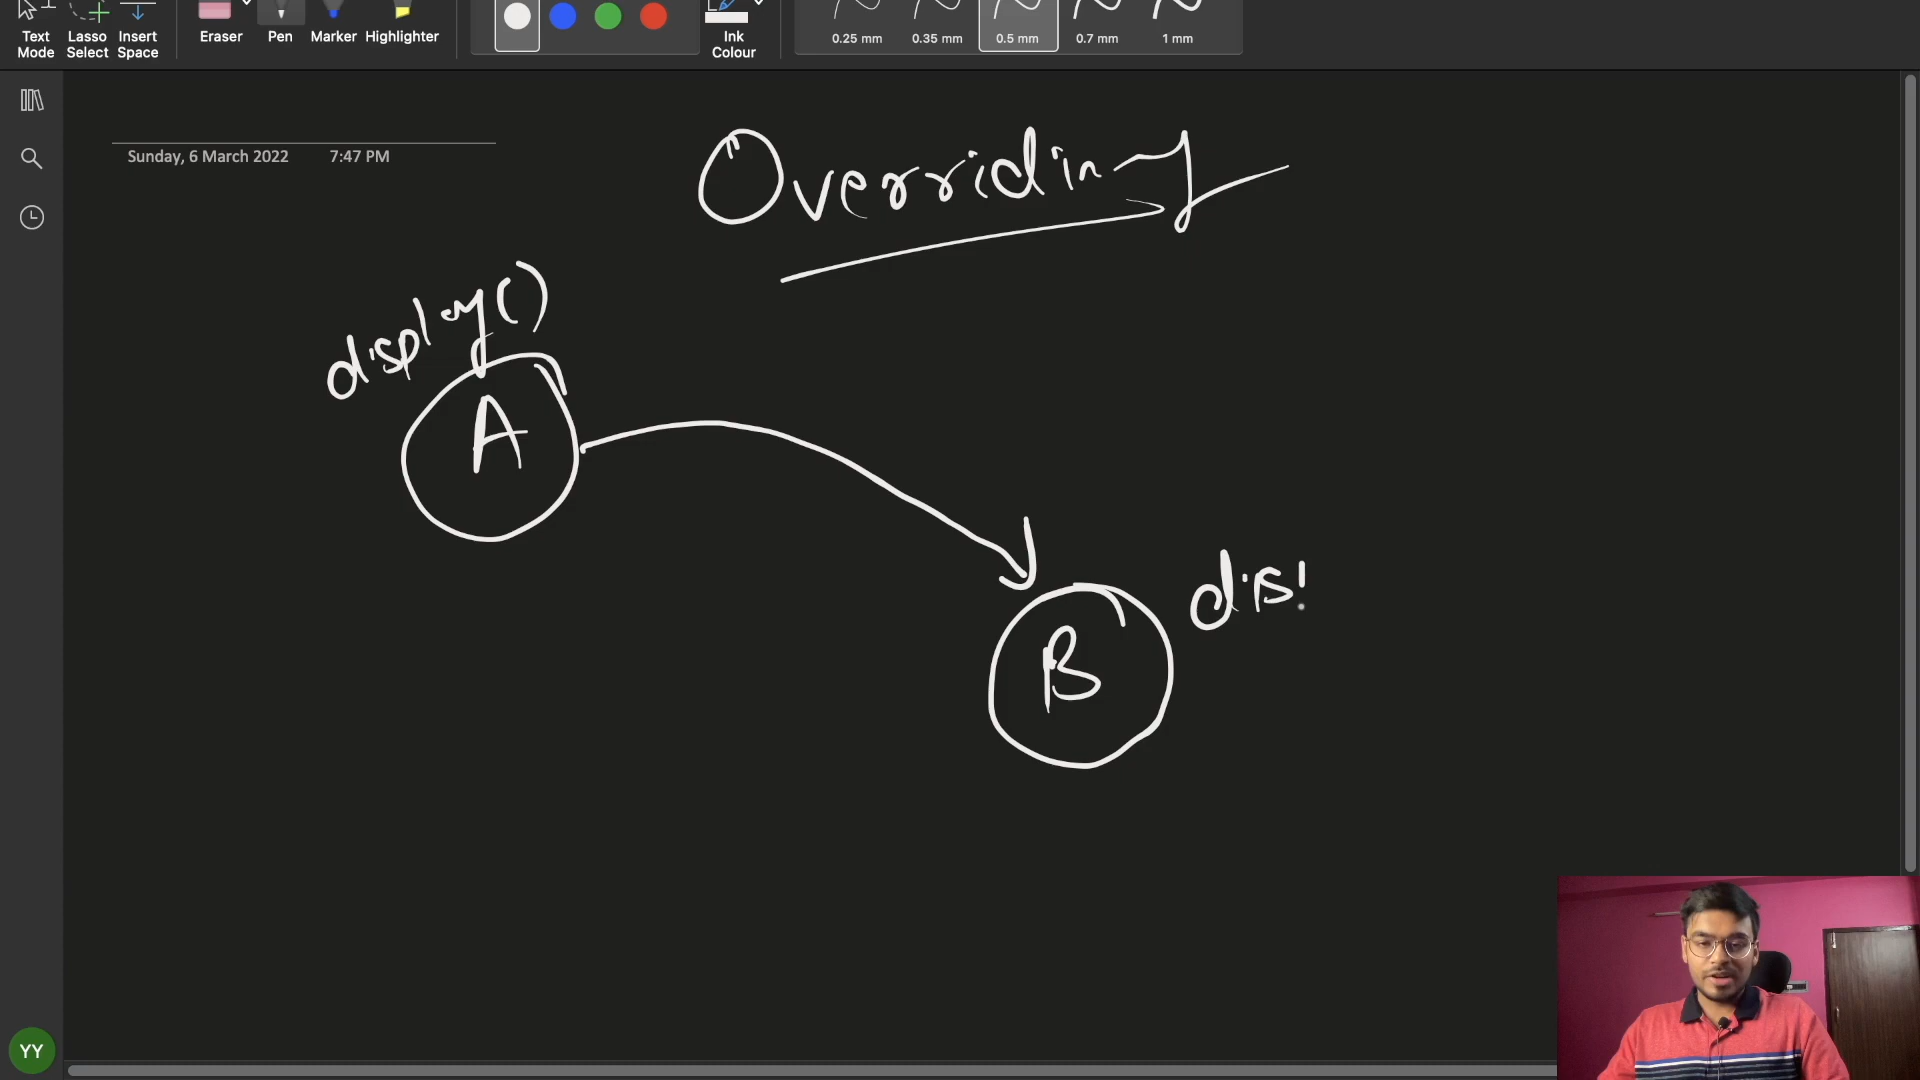 Text Mode
Lasso Select
Insert Space
Eraser
Pen
Marker
Highlighter
Ink Colour
0.25 mm
0.35 mm
0.5 mm
0.7 mm
1 mm
Sunday, 6 March 2022 7:47 PM
Overriding
display()
A
B
YY